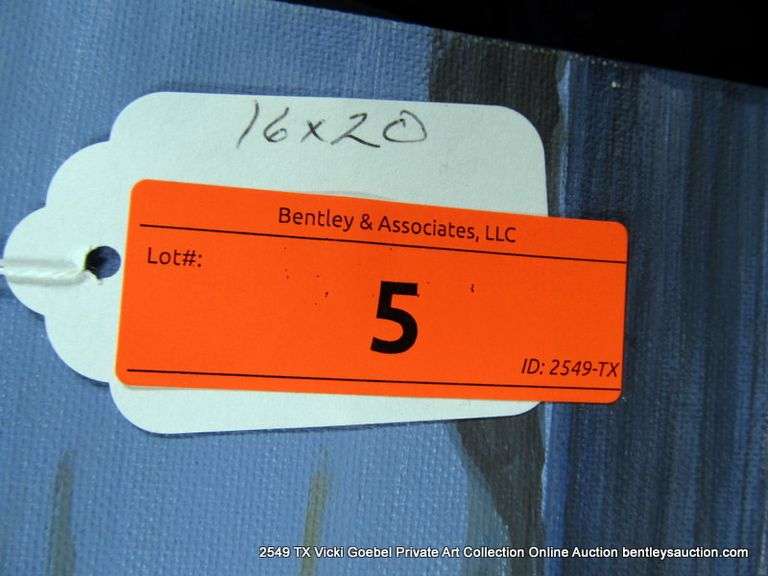 16x20
Bentley & Associates, LLC
Lot#:
5
ID: 2549-TX
2549 TX Vicki Goebel Private Art Collection Online Auction bentleysauction.com